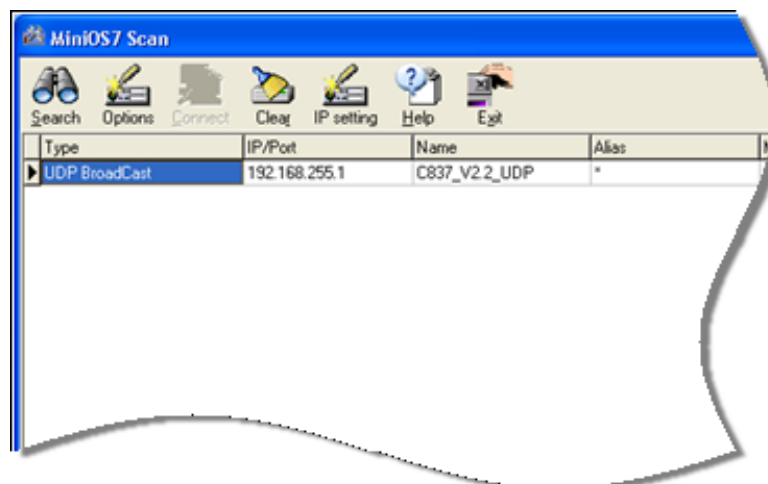 MiniOS7 Scan
Search Options Connect Clear IP setting Help Exit
Type IP/Port Name Alias
UDP BroadCast 192.168.255.1 C837_V2.2_UDP *